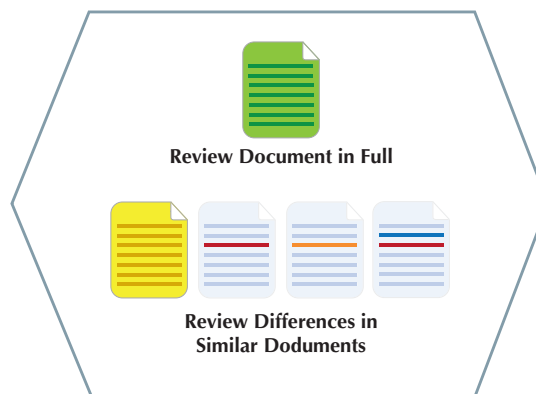 Review Document in Full
Review Differences in
Similar Doduments